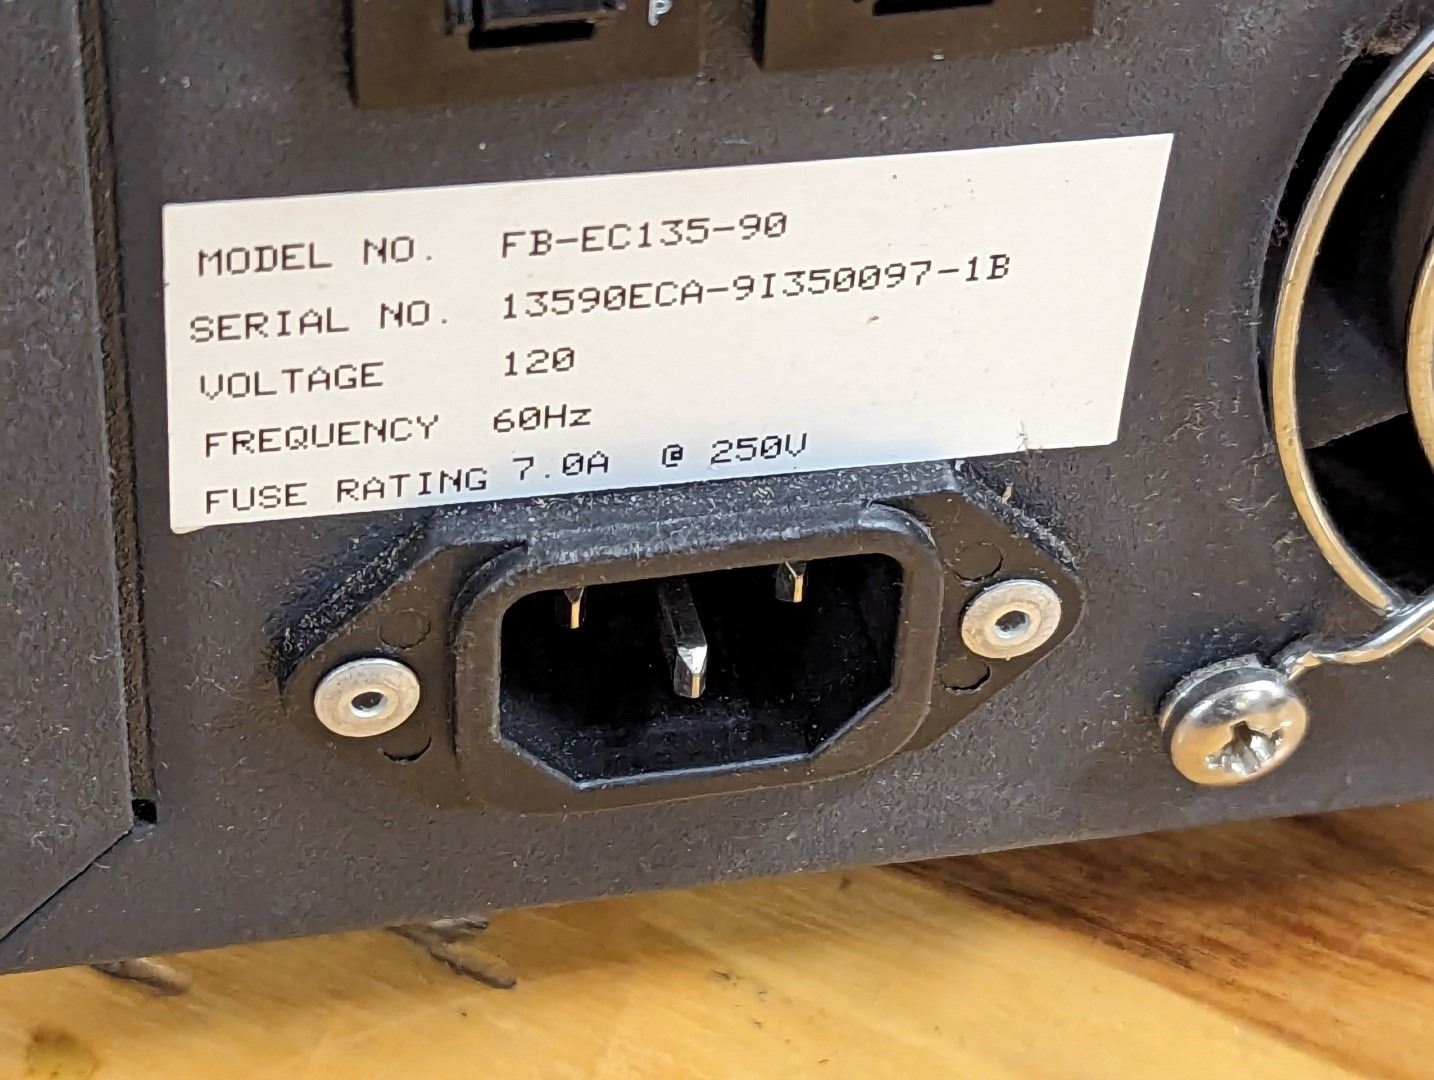 P
MODEL NO. FB-EC135-90
SERIAL NO. 13590ECA-9I350097-1B
VOLTAGE 120
FREQUENCY 60Hz
FUSE RATING 7.0A @ 250V